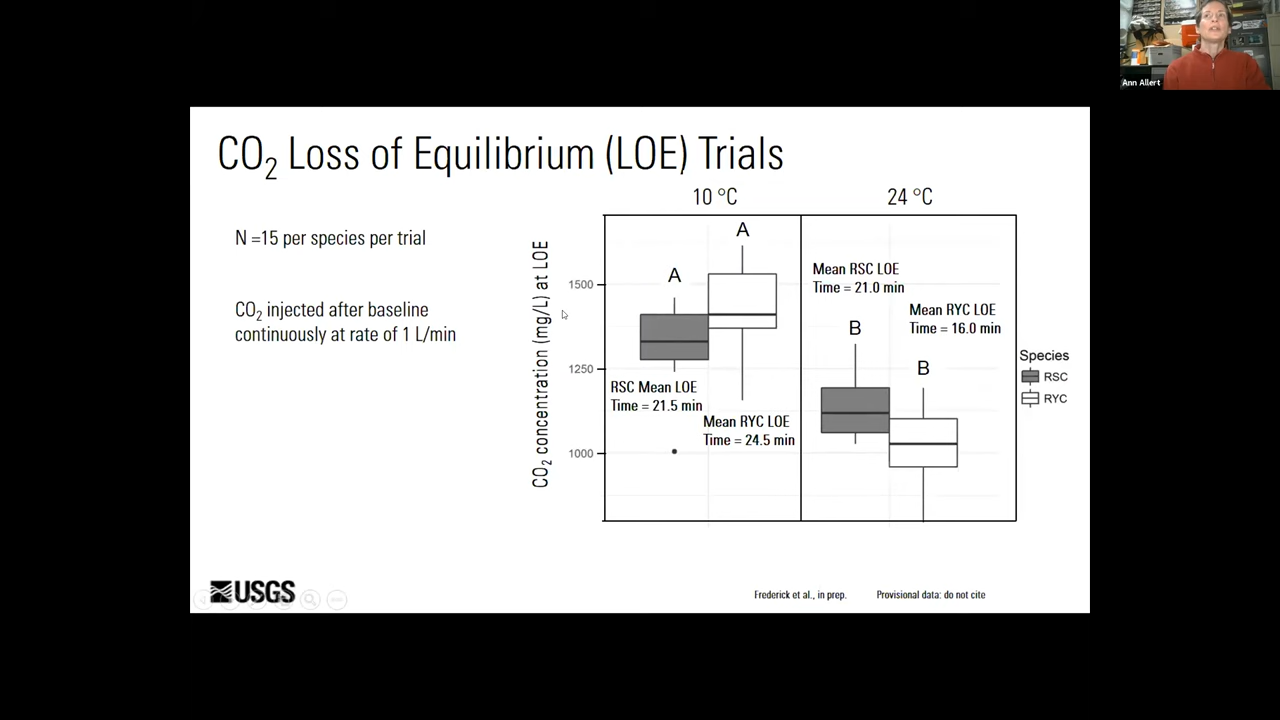 Ann Allert
CO₂ Loss of Equilibrium (LOE) Trials
N =15 per species per trial
CO₂ injected after baseline
continuously at rate of 1 L/min
10 °C
24 °C
CO₂ concentration (mg/L) at LOE
1500
1250
1000
A
A
RSC Mean LOE
Time = 21.5 min
Mean RYC LOE
Time = 24.5 min
Mean RSC LOE
Time = 21.0 min
Mean RYC LOE
Time = 16.0 min
B
B
Species
RSC
RYC
USGS
Frederick et al., in prep.
Provisional data: do not cite